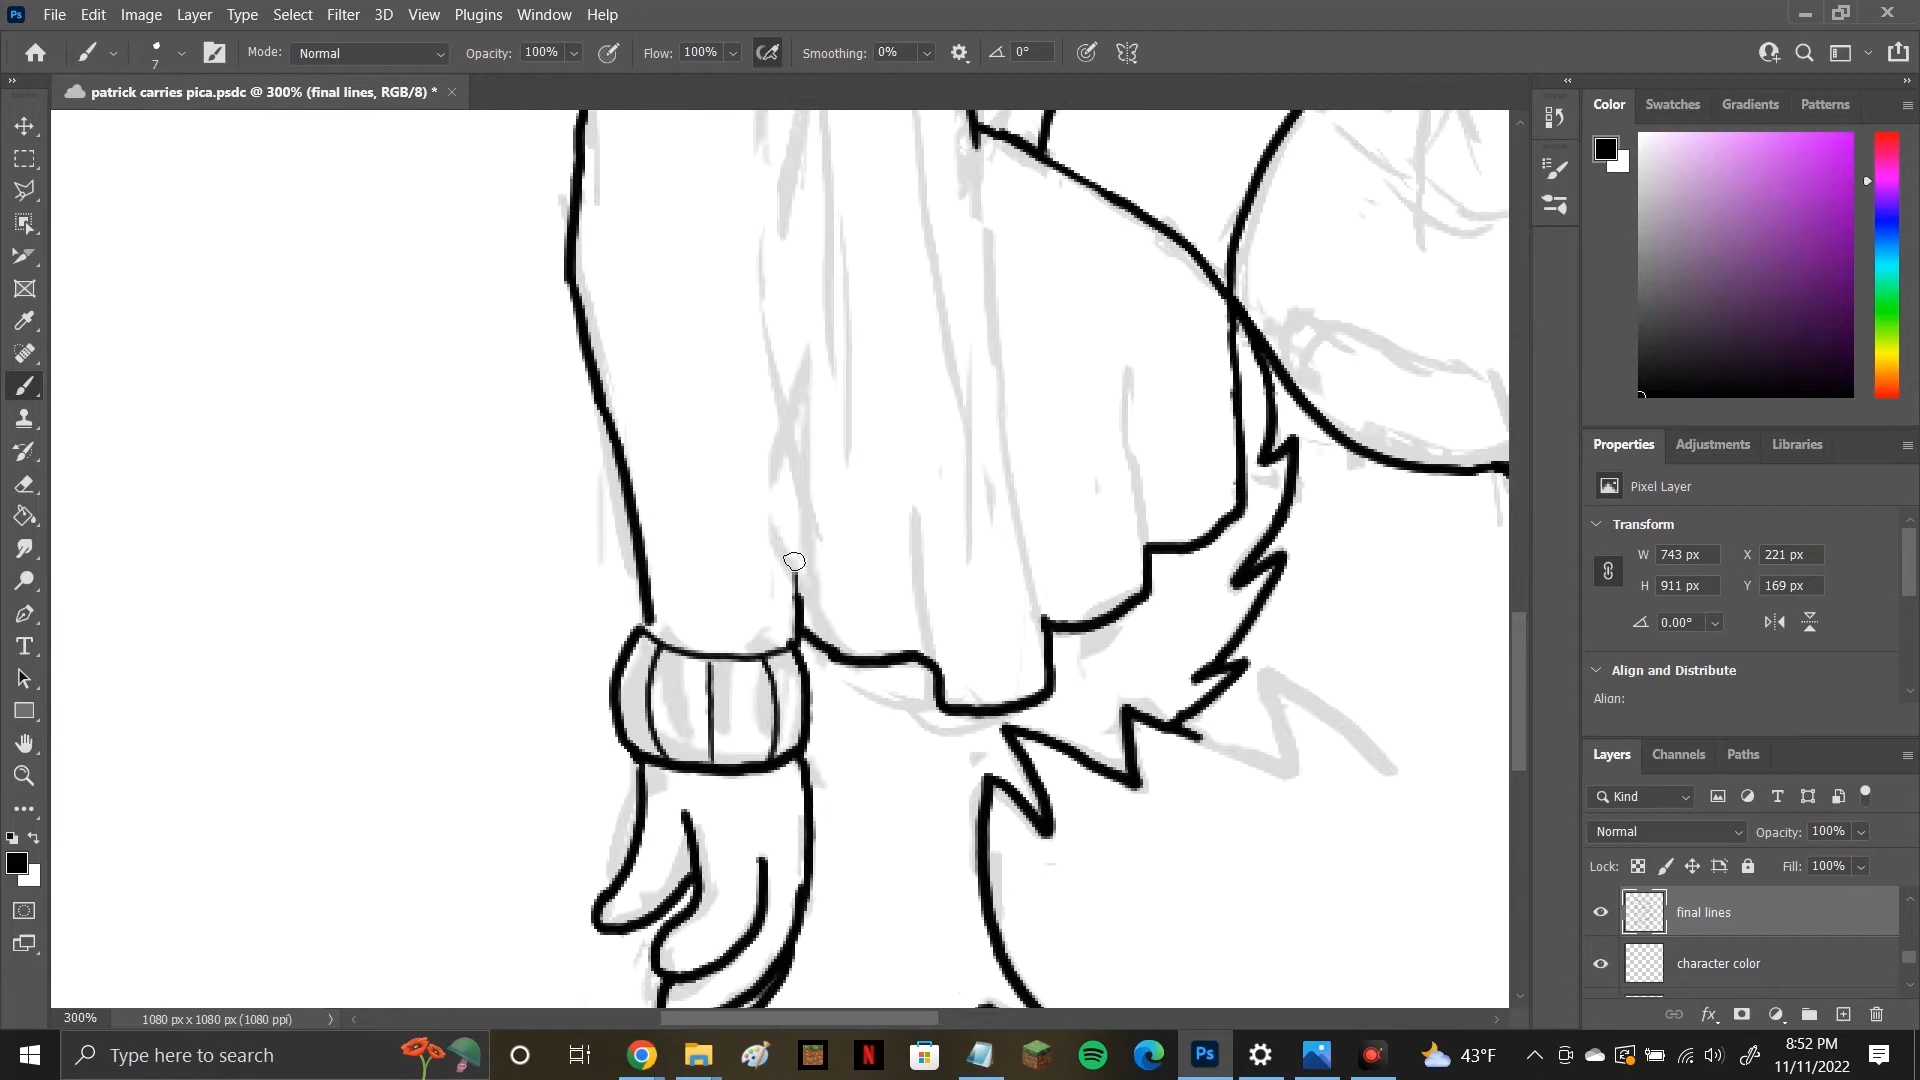 Ps File Edit Image Layer Type Select Filter 3D View Plugins Window Help
7 Mode: Normal Opacity: 100% Flow: 100% Smoothing: 0% 0°
patrick carries pica.psdc @ 300% (final lines, RGB/8) *
Color Swatches Gradients Patterns
Properties Adjustments Libraries
Pixel Layer
Transform
W 743 px X 221 px
H 911 px Y 169 px
0.00°
Align and Distribute
Align:
Layers Channels Paths
Kind
Normal Opacity: 100%
Lock: Fill: 100%
final lines
character color
300% 1080 px x 1080 px (1080 ppi)
Type here to search
43°F
8:52 PM
11/11/2022